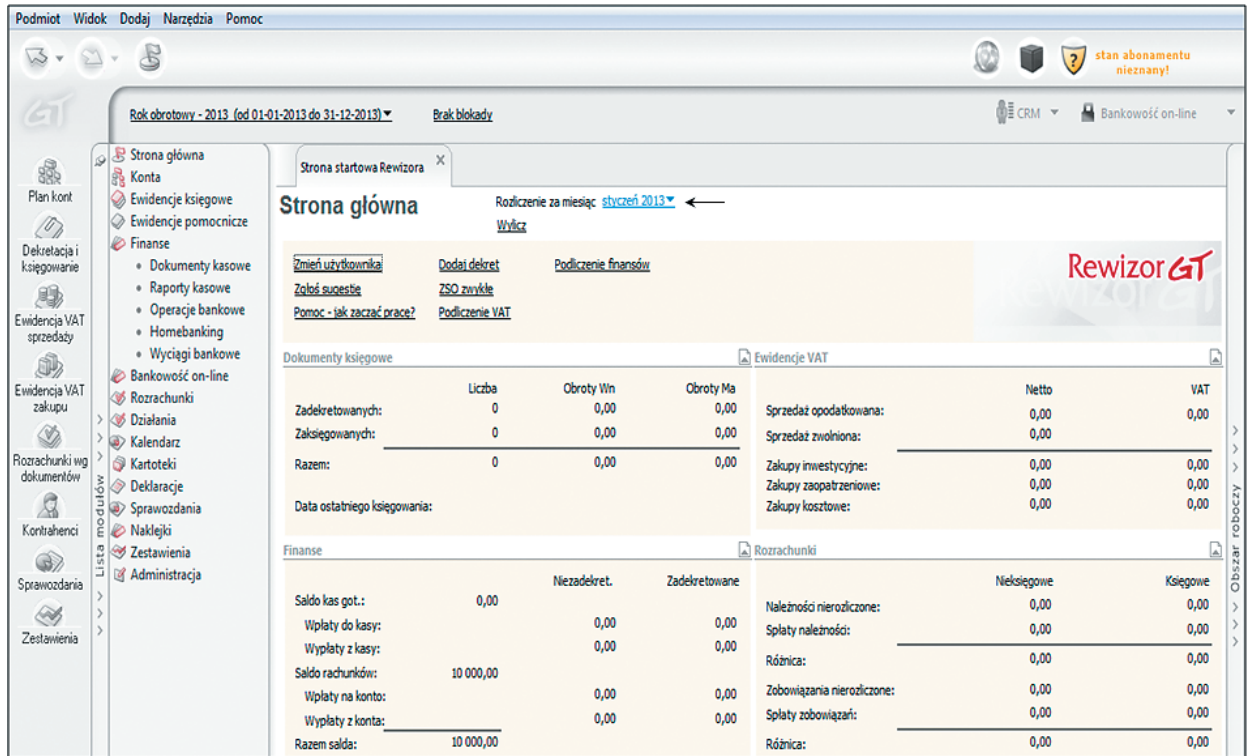 Podmiot Widok Dodaj Narzędzia Pomoc
stan abonamentu
nieznany!
GT
Rok obrotowy - 2013 (od 01-01-2013 do 31-12-2013)
Brak blokady
CRM
Bankowość on-line
Plan kont
Dekretacja i
księgowanie
Ewidencja VAT
sprzedaży
Ewidencja VAT
zakupu
Rozrachunki wg
dokumentów
Kontrahenci
Sprawozdania
Zestawienia
Lista modułów
Strona główna
Konta
Ewidencje księgowe
Ewidencje pomocnicze
Finanse
Dokumenty kasowe
Raporty kasowe
Operacje bankowe
Homebanking
Wyciągi bankowe
Bankowość on-line
Rozrachunki
Działania
Kalendarz
Kartoteki
Deklaracje
Sprawozdania
Naklejki
Zestawienia
Administracja
Strona startowa Rewizora X
Strona główna
Rozliczenie za miesiąc styczeń 2013
Wylicz
Zmień użytkownika Dodaj dekret Podliczenie finansów
Zgłoś sugestię ZSO zwykłe
Pomoc - jak zacząć pracę? Podliczenie VAT
Rewizor GT
Dokumenty księgowe
Liczba Obroty Wn Obroty Ma
Zadekretowanych: 0 0,00 0,00
Zaksięgowanych: 0 0,00 0,00
Razem: 0 0,00 0,00
Data ostatniego księgowania:
Ewidencje VAT
Netto VAT
Sprzedaż opodatkowana: 0,00 0,00
Sprzedaż zwolniona: 0,00
Zakupy inwestycyjne: 0,00 0,00
Zakupy zaopatrzeniowe: 0,00 0,00
Zakupy kosztowe: 0,00 0,00
Finanse
Niezadekret. Zadekretowane
Saldo kas got.: 0,00
Wpłaty do kasy: 0,00 0,00
Wypłaty z kasy: 0,00 0,00
Saldo rachunków: 10 000,00
Wpłaty na konto: 0,00 0,00
Wypłaty z konta: 0,00 0,00
Razem salda: 10 000,00
Rozrachunki
Nieksięgowe Księgowe
Należności nierozliczone: 0,00 0,00
Spłaty należności: 0,00 0,00
Różnica: 0,00 0,00
Zobowiązania nierozliczone: 0,00 0,00
Spłaty zobowiązań: 0,00 0,00
Różnica: 0,00 0,00
Obszar roboczy